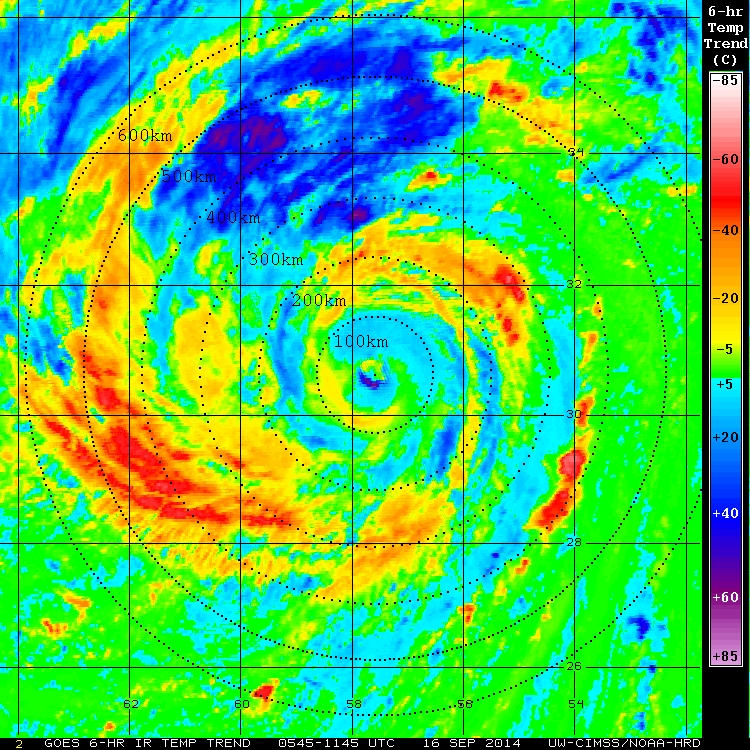 6-hr
Temp
Trend
(C)
-85
-60
-40
-20
-5
+5
+20
+40
+60
+85
600km
500km
400km
300km
200km
100km
34
32
30
28
26
62 60 58 56 54
2 GOES 6-HR IR TEMP TREND 0545-1145 UTC 16 SEP 2014 UW-CIMSS/NOAA-HRD